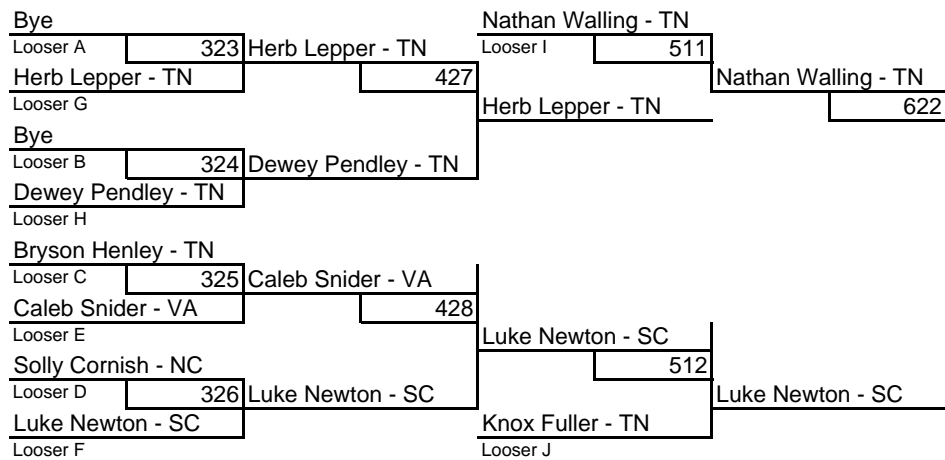 Bye Nathan Walling - TN
Looser A 323 Herb Lepper - TN Looser I 511
Herb Lepper - TN 427 Nathan Walling - TN
Looser G Herb Lepper - TN 622
Bye
Looser B 324 Dewey Pendley - TN
Dewey Pendley - TN
Looser H
Bryson Henley - TN
Looser C 325 Caleb Snider - VA
Caleb Snider - VA 428
Looser E Luke Newton - SC
Solly Cornish - NC 512
Looser D 326 Luke Newton - SC Luke Newton - SC
Luke Newton - SC Knox Fuller - TN
Looser F Looser J